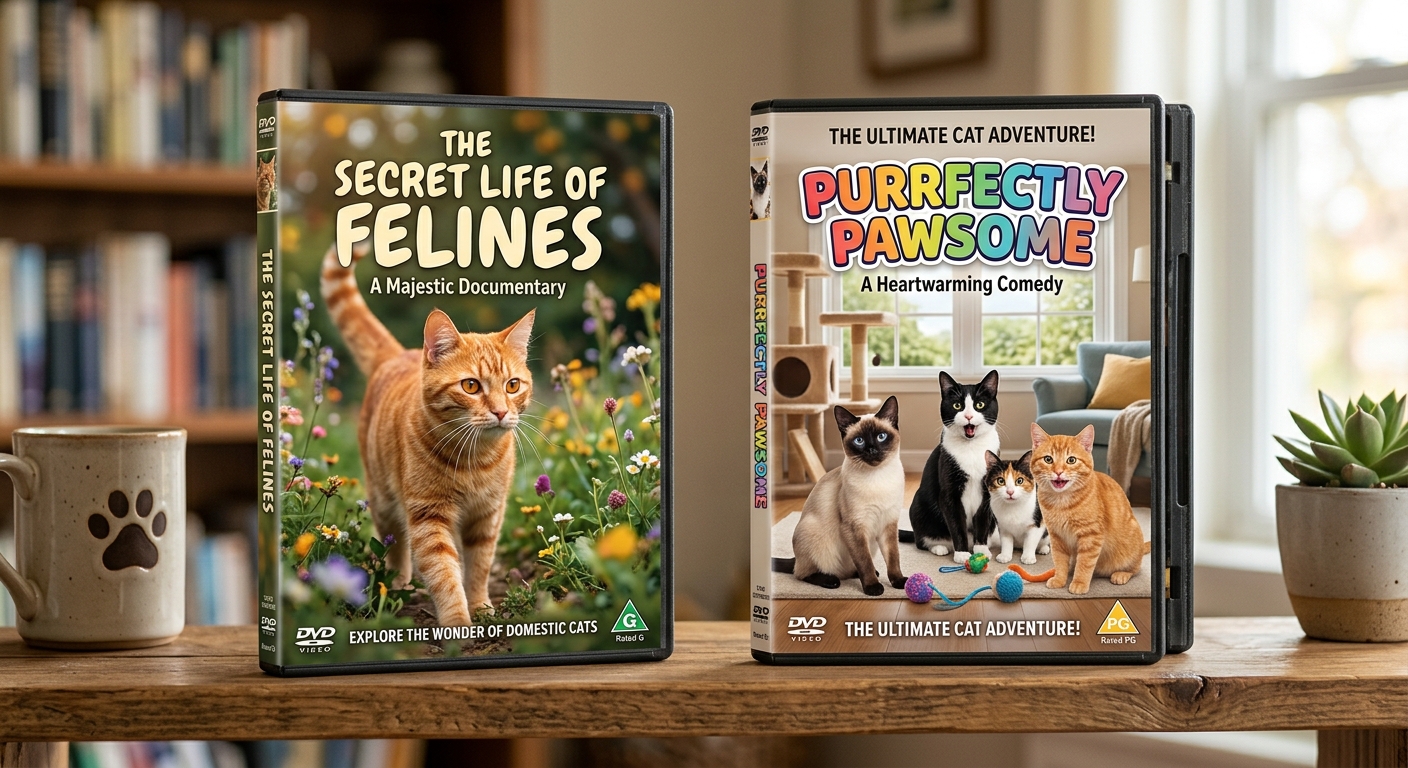 THE
SECRET LIFE OF
FELINES
A Majestic Documentary
THE SECRET LIFE OF FELINES
DVD
VIDEO
EXPLORE THE WONDER OF DOMESTIC CATS
G
Rated G
THE ULTIMATE CAT ADVENTURE!
PURRFECTLY
PAWSOME
A Heartwarming Comedy
PURRFECTLY PAWSOME
DVD
VIDEO
THE ULTIMATE CAT ADVENTURE!
PG
Rated PG